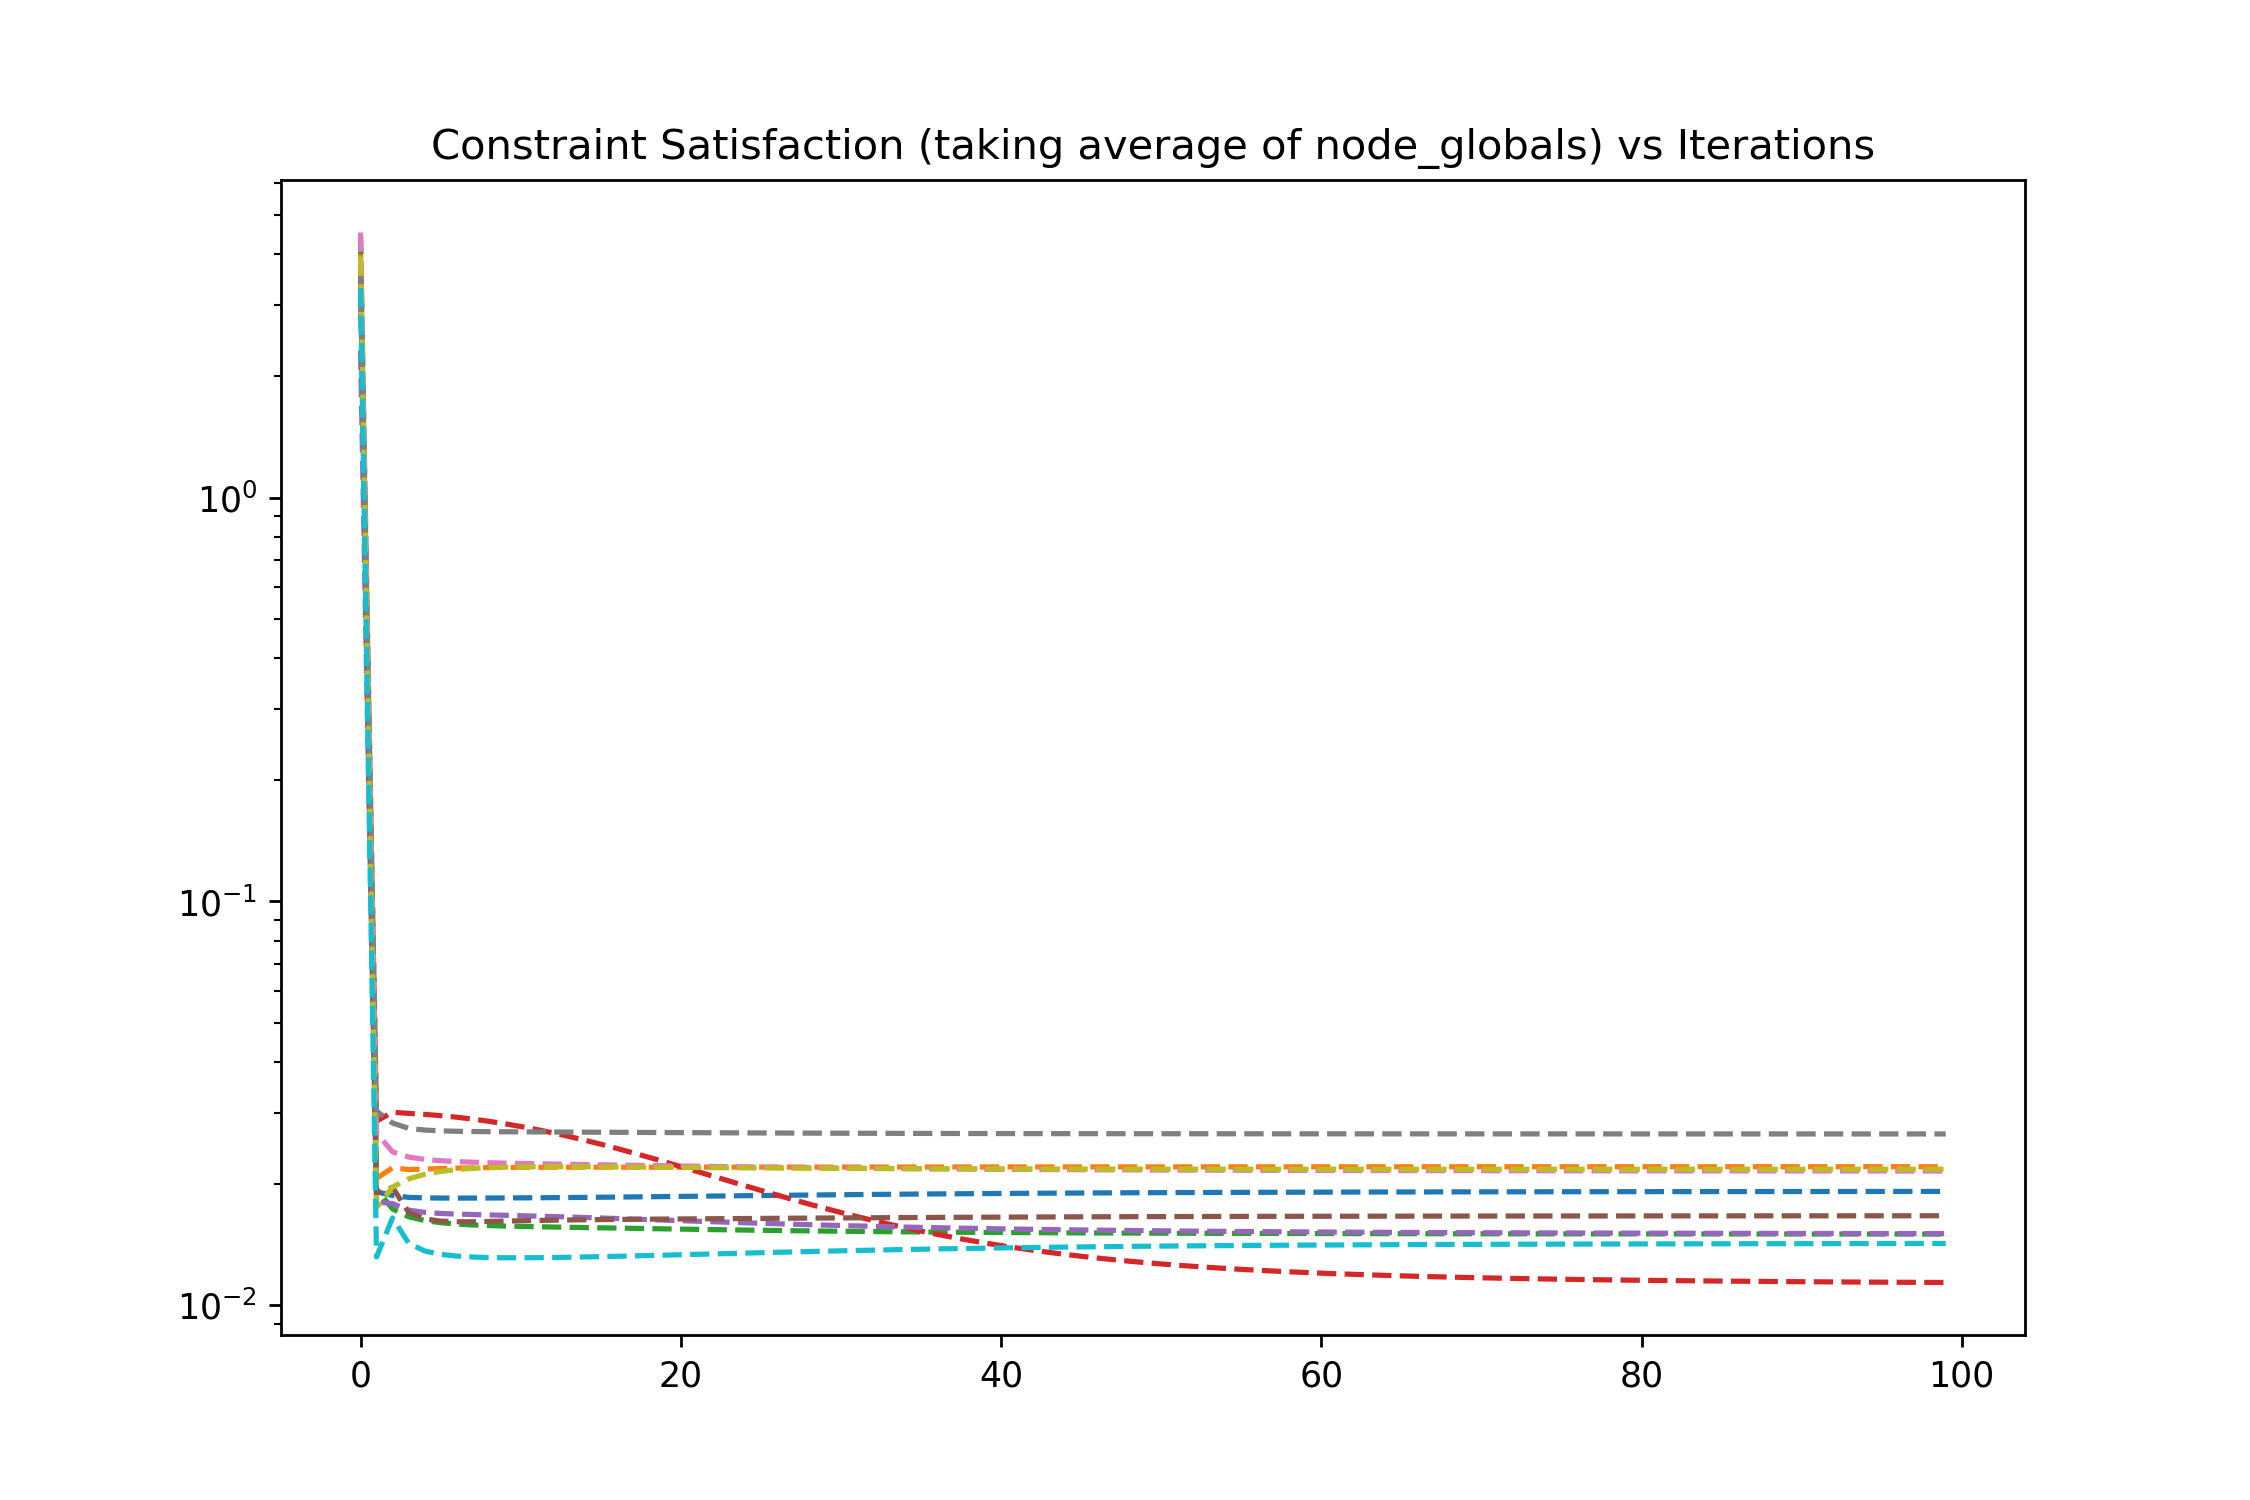 Constraint Satisfaction (taking average of node_globals) vs Iterations
10⁰
10⁻¹
10⁻²
0 20 40 60 80 100